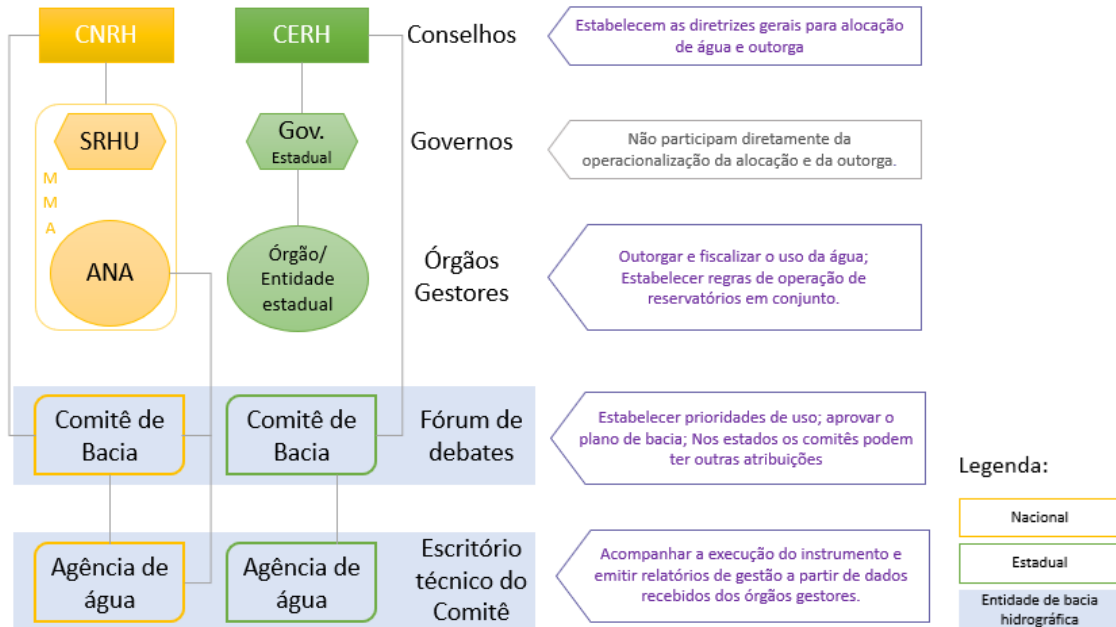 CNRH
CERH
Conselhos
Estabelecem as diretrizes gerais para alocação
de água e outorga
SRHU
Gov.
Estadual
Governos
Não participam diretamente da
operacionalização da alocação e da outorga.
M
M
A
ANA
Órgão/
Entidade
estadual
Órgãos
Gestores
Outorgar e fiscalizar o uso da água;
Estabelecer regras de operação de
reservatórios em conjunto.
Comitê de
Bacia
Comitê de
Bacia
Fórum de
debates
Estabelecer prioridades de uso; aprovar o
plano de bacia; Nos estados os comitês podem
ter outras atribuições
Agência de
água
Agência de
água
Escritório
técnico do
Comitê
Acompanhar a execução do instrumento e
emitir relatórios de gestão a partir de dados
recebidos dos órgãos gestores.
Legenda:
Nacional
Estadual
Entidade de bacia
hidrográfica